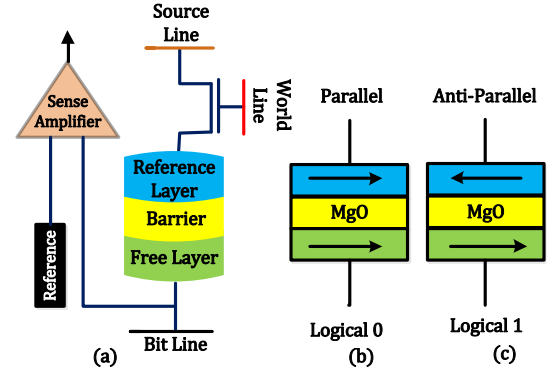 Source
Line
Sense
Amplifier
World
Line
Reference
Layer
Barrier
Free Layer
Reference
Bit Line
(a)
Parallel
MgO
Logical 0
(b)
Anti-Parallel
MgO
Logical 1
(c)